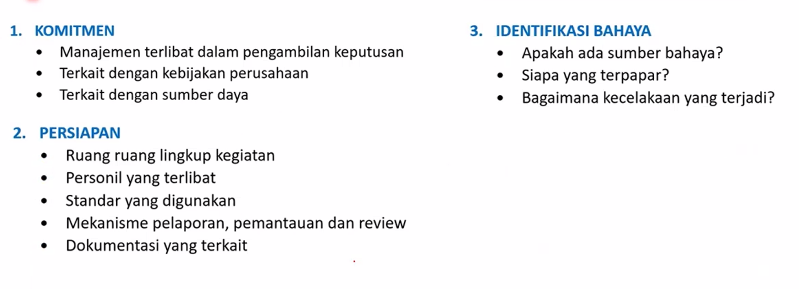 1. KOMITMEN
• Manajemen terlibat dalam pengambilan keputusan
• Terkait dengan kebijakan perusahaan
• Terkait dengan sumber daya
2. PERSIAPAN
• Ruang ruang lingkup kegiatan
• Personil yang terlibat
• Standar yang digunakan
• Mekanisme pelaporan, pemantauan dan review
• Dokumentasi yang terkait
3. IDENTIFIKASI BAHAYA
• Apakah ada sumber bahaya?
• Siapa yang terpapar?
• Bagaimana kecelakaan yang terjadi?